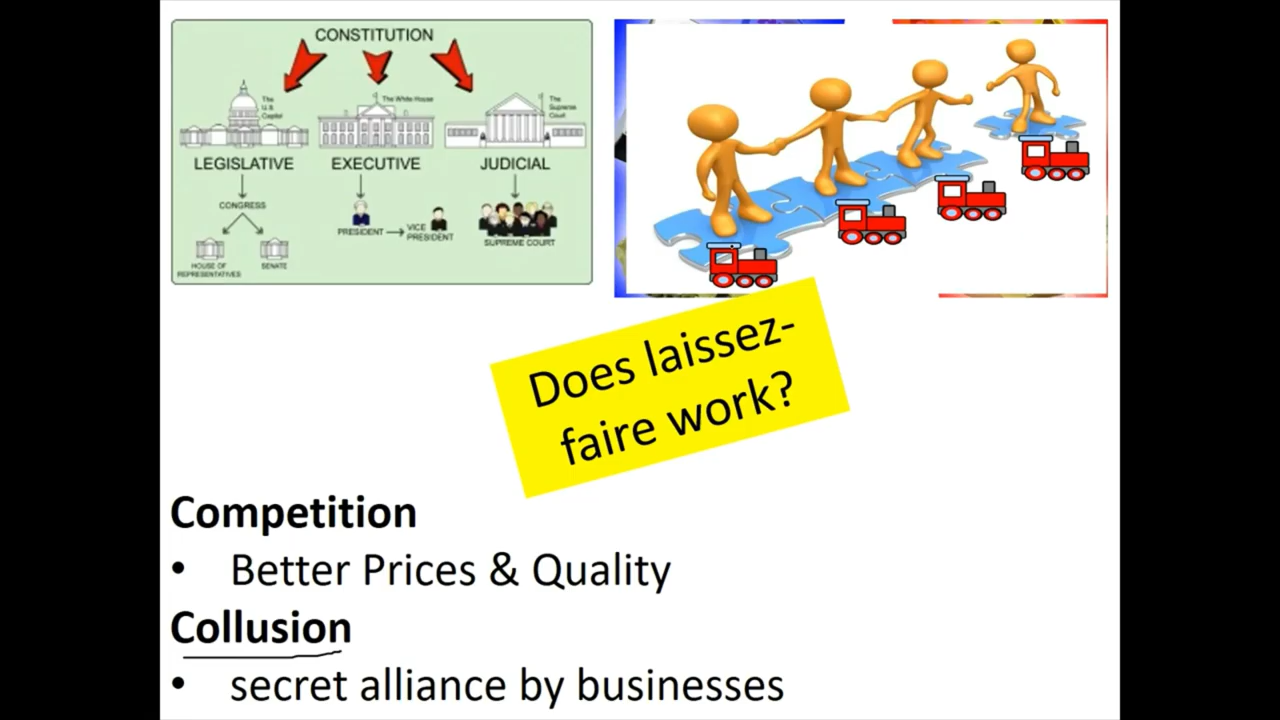 CONSTITUTION
The
U S
Capitol
The White House
The
Supreme
Court
LEGISLATIVE
EXECUTIVE
JUDICIAL
CONGRESS
PRESIDENT
VICE
PRESIDENT
SUPREME COURT
HOUSE OF
REPRESENTATIVES
SENATE
Does laissez-
faire work?
Competition
• Better Prices & Quality
Collusion
• secret alliance by businesses